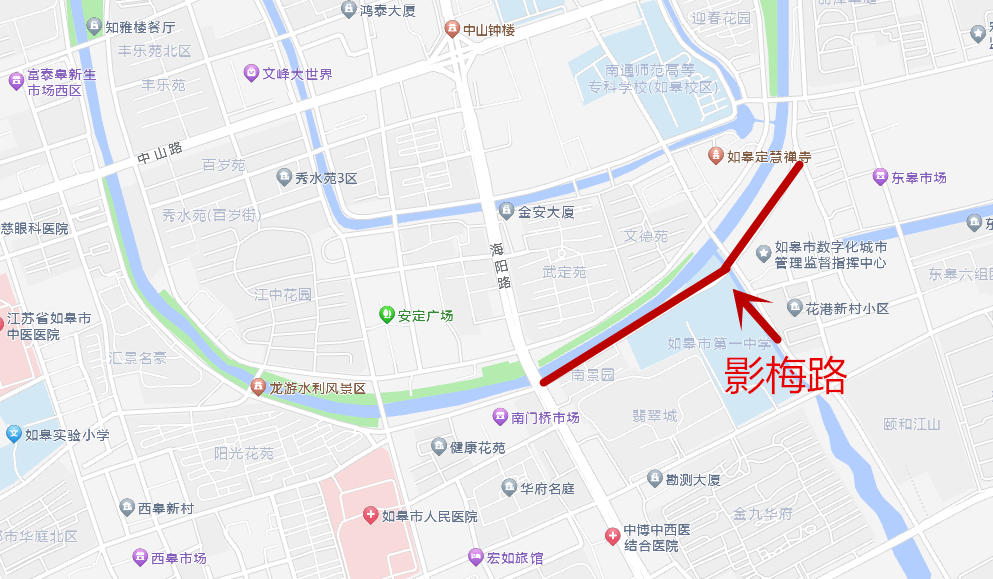 鸿泰大厦
迎春花园
知雅楼餐厅
中山钟楼
丰乐苑北区
富泰皋新生
市场西区
文峰大世界
南通师范高等
专科学校(如皋校区)
丰乐苑
中山路
如皋定慧禅寺
百岁苑
秀水苑3区
东皋市场
秀水苑(百岁街)
金安大厦
慈眼科医院
文德苑
海阳路
如皋市数字化城市
管理监督指挥中心
武定苑
东皋六组
江中花园
花港新村小区
江苏省如皋市
中医医院
安定广场
如皋市第一中学
汇景名豪
影梅路
龙游水利风景区
南景园
南门桥市场
翡翠城
颐和江山
如皋实验小学
阳光花苑
健康花苑
勘测大厦
华府名庭
西皋新村
如皋市人民医院
金九华府
中博中西医
结合医院
市华庭北区
西皋市场
宏如旅馆